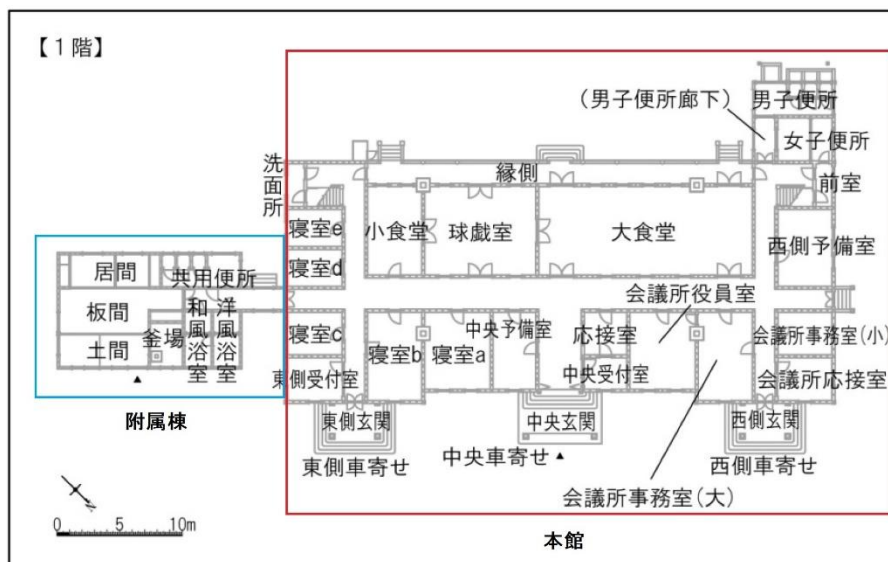 【1階】
(男子便所廊下)
男子便所
女子便所
洗面所
縁側
前室
寝室e
小食堂
球戯室
大食堂
西側予備室
寝室d
居間
共用便所
会議所役員室
板間
和風浴室
洋風浴室
釜場
土間
寝室c
寝室b
寝室a
中央予備室
応接室
会議所事務室(小)
東側受付室
中央受付室
会議所応接室
附属棟
東側玄関
中央玄関
西側玄関
東側車寄せ
中央車寄せ
西側車寄せ
会議所事務室(大)
0 5 10m
本館